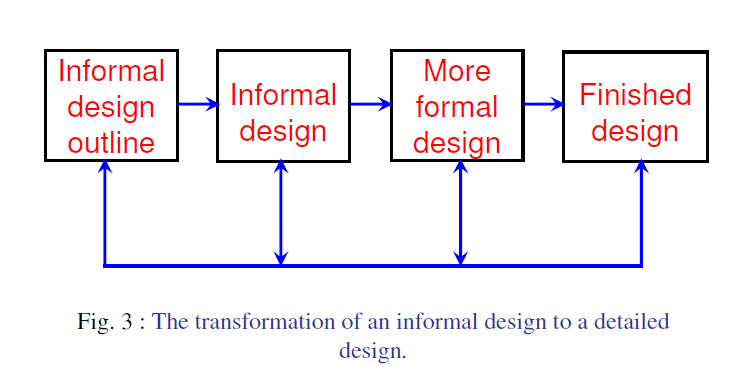 Informal
design
outline
Informal
design
More
formal
design
Finished
design
Fig. 3 : The transformation of an informal design to a detailed
design.